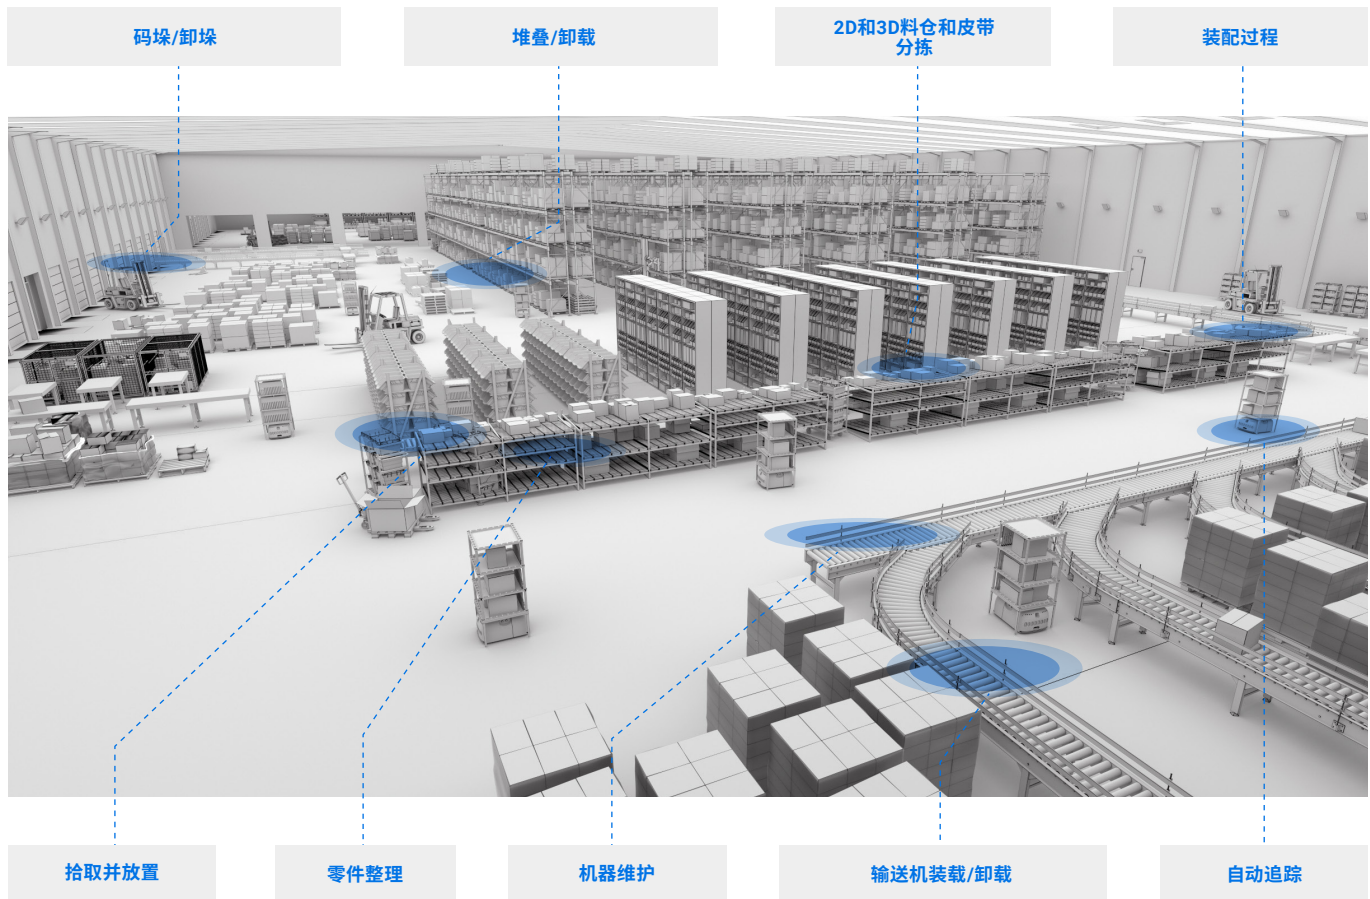 码垛/卸垛
堆叠/卸载
2D和3D料仓和皮带
分拣
装配过程
拾取并放置
零件整理
机器维护
输送机装载/卸载
自动追踪